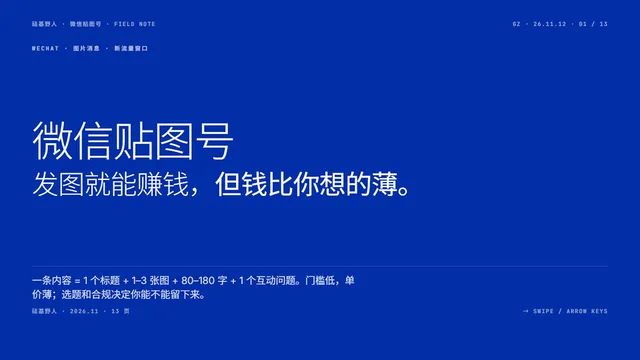 硅基野人 · 微信贴图号 · FIELD NOTE
GZ · 26.11.12 · 01 / 13
WECHAT · 图片消息 · 新流量窗口
微信贴图号
发图就能赚钱，但钱比你想的薄。
一条内容 = 1 个标题 + 1–3 张图 + 80–180 字 + 1 个互动问题。门槛低，单
价薄；选题和合规决定你能不能留下来。
硅基野人 · 2026.11 · 13 页
→ SWIPE / ARROW KEYS